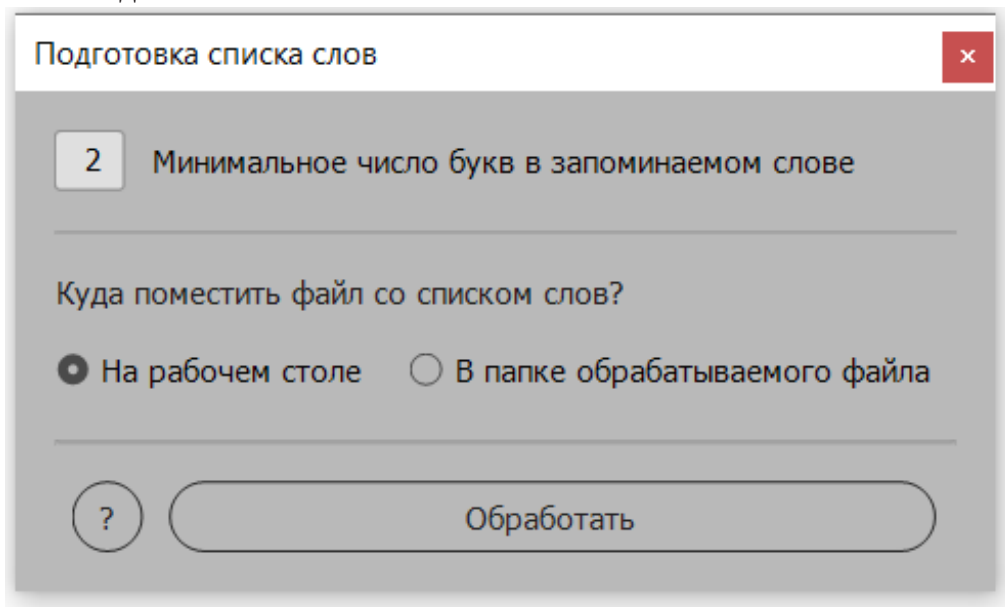 Подготовка списка слов ×
2 Минимальное число букв в запоминаемом слове
Куда поместить файл со списком слов?
На рабочем столе В папке обрабатываемого файла
? Обработать